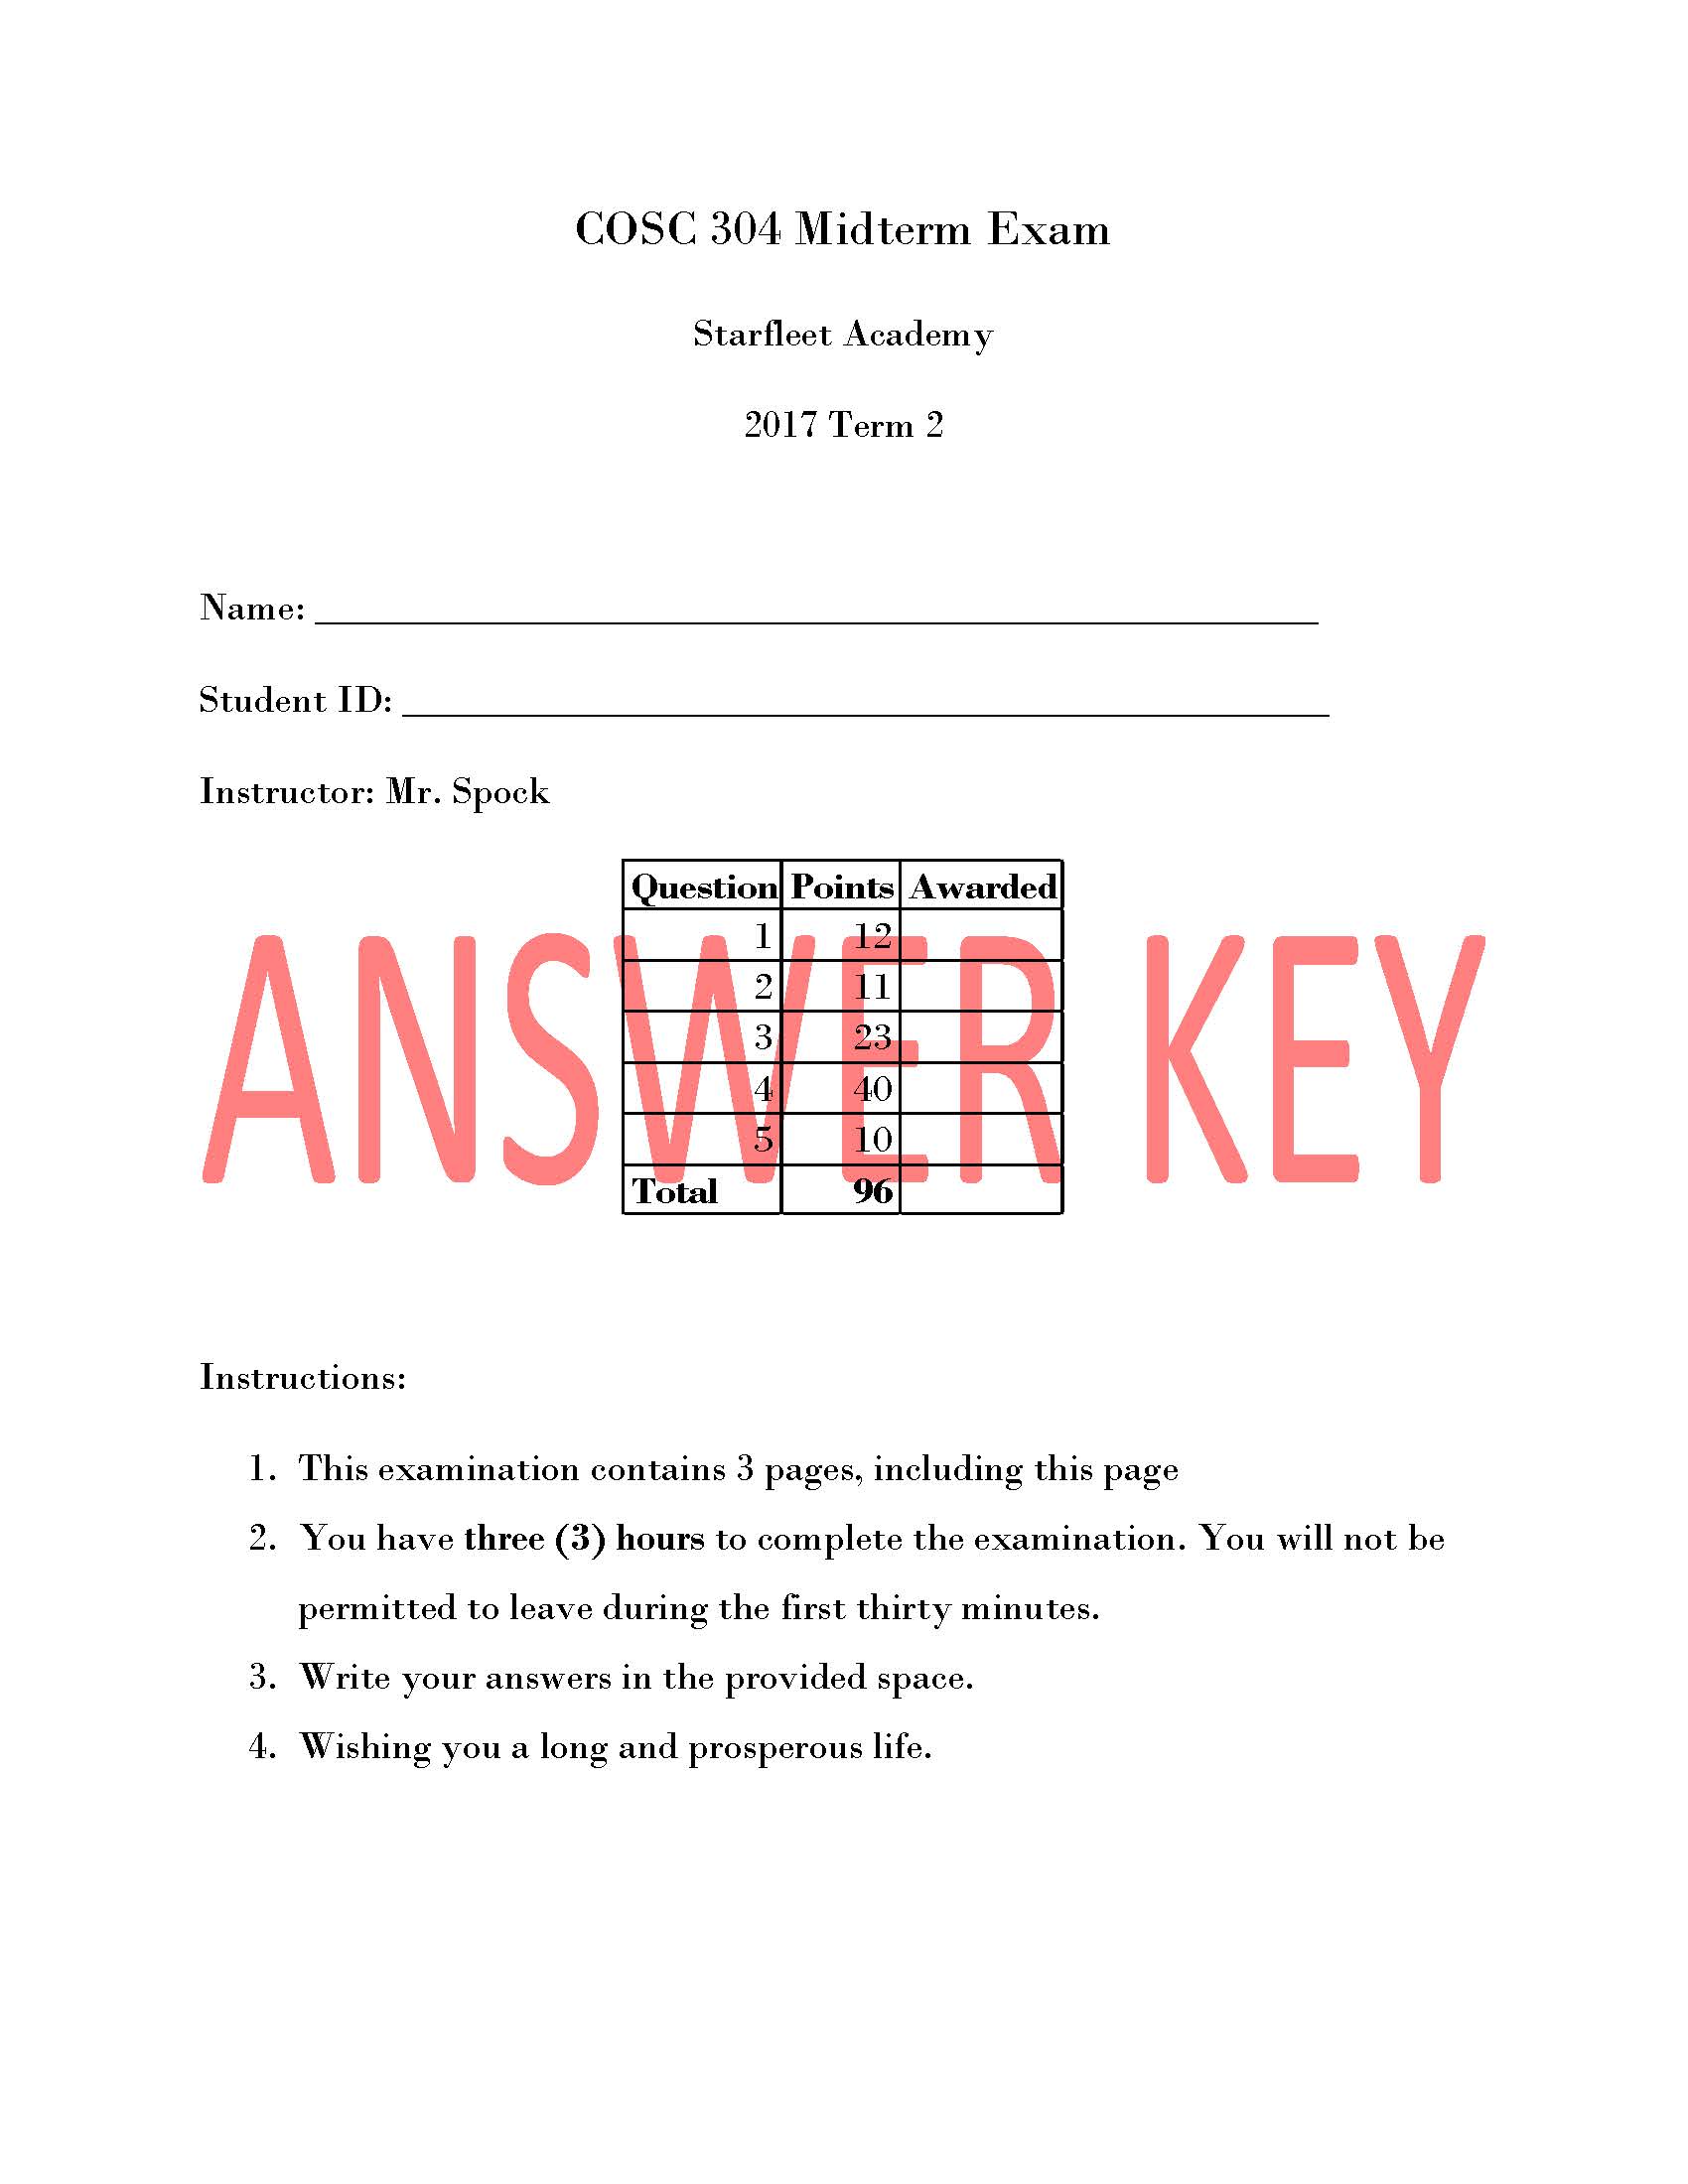 COSC 304 Midterm Exam
Starfleet Academy
2017 Term 2
Name: ______________________________________________
Student ID: __________________________________________
Instructor: Mr. Spock
Question Points Awarded
1 12
2 11
3 23
4 40
5 10
Total 96
ANSWER KEY
Instructions:
1. This examination contains 3 pages, including this page
2. You have three (3) hours to complete the examination. You will not be
permitted to leave during the first thirty minutes.
3. Write your answers in the provided space.
4. Wishing you a long and prosperous life.